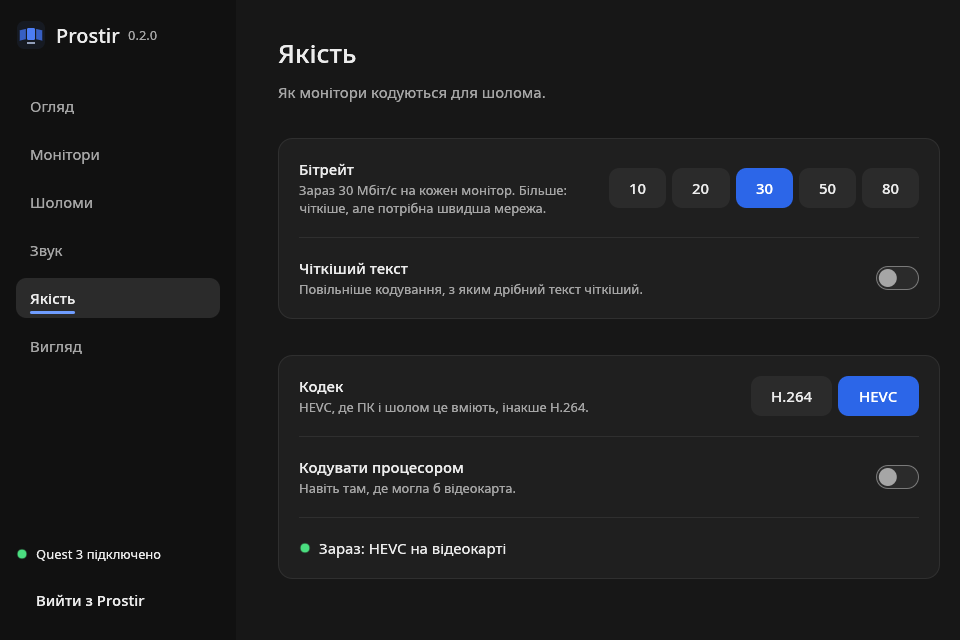 Prostir 0.2.0
Огляд
Монітори
Шоломи
Звук
Якість
Вигляд
Quest 3 підключено
Вийти з Prostir
Якість
Як монітори кодуються для шолома.
Бітрейт
Зараз 30 Мбіт/с на кожен монітор. Більше:
чіткіше, але потрібна швидша мережа.
10 20 30 50 80
Чіткіший текст
Повільніше кодування, з яким дрібний текст чіткіший.
Кодек
HEVC, де ПК і шолом це вміють, інакше H.264.
H.264 HEVC
Кодувати процесором
Навіть там, де могла б відеокарта.
Зараз: HEVC на відеокарті